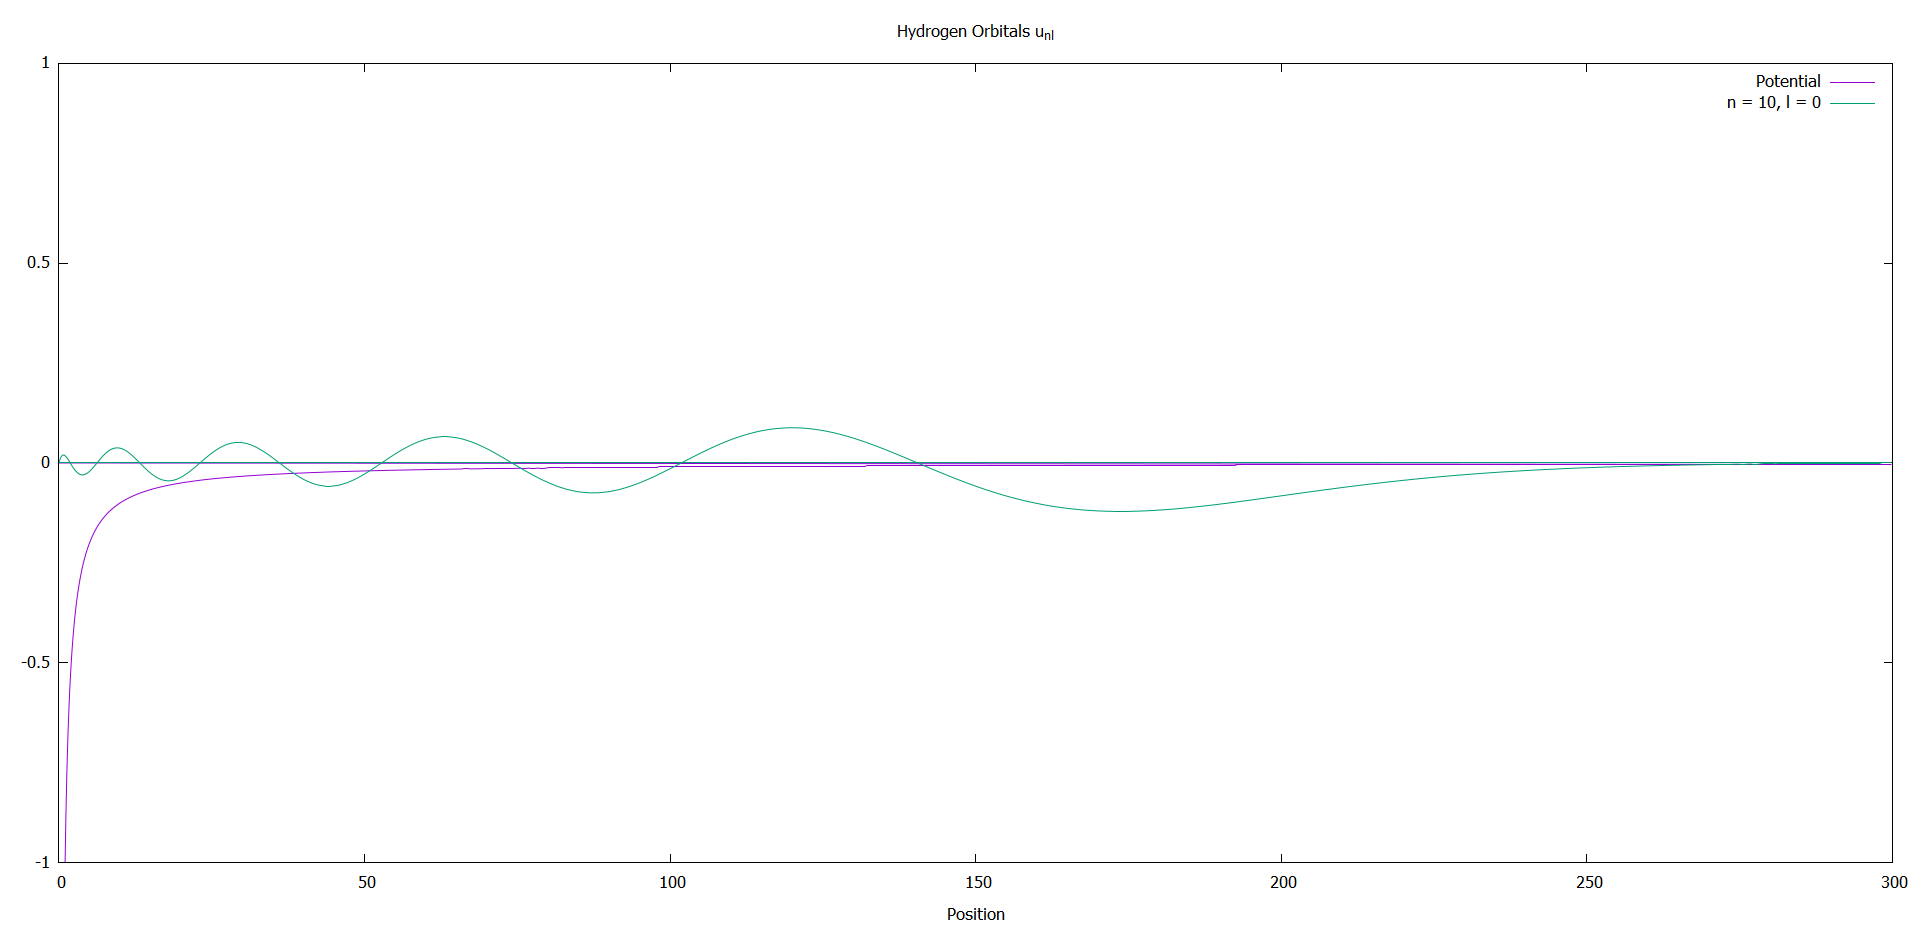 Hydrogen Orbitals uₙₗ
1
0.5
0
-0.5
-1
Potential
n = 10, l = 0
0 50 100 150 200 250 300
Position